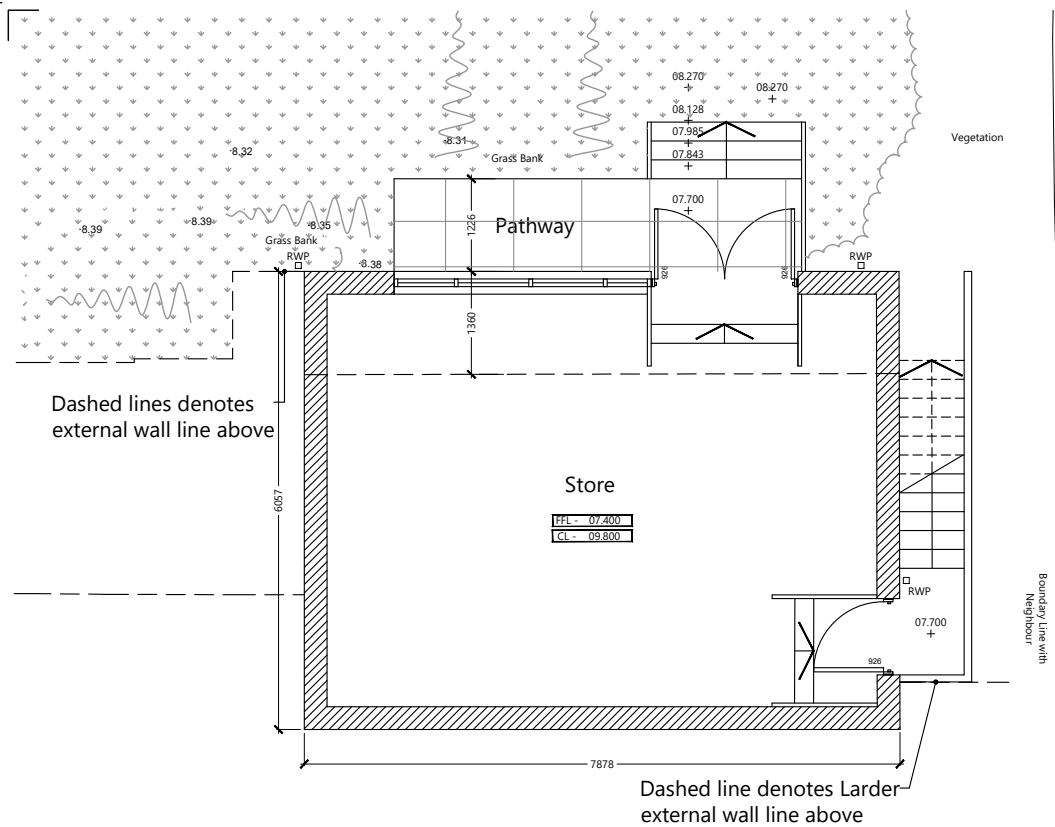 08.270
08.270
08.128
07.985
07.843
Vegetation
8.31
8.32
Grass Bank
07.700
8.39
8.39
8.35
1226
Pathway
Grass Bank
RWP
8.38
926
926
RWP
1360
Dashed lines denotes
external wall line above
6057
Store
FFL - 07.400
CL - 09.800
RWP
07.700
926
Boundary Line with
Neighbour
7878
Dashed line denotes Larder
external wall line above